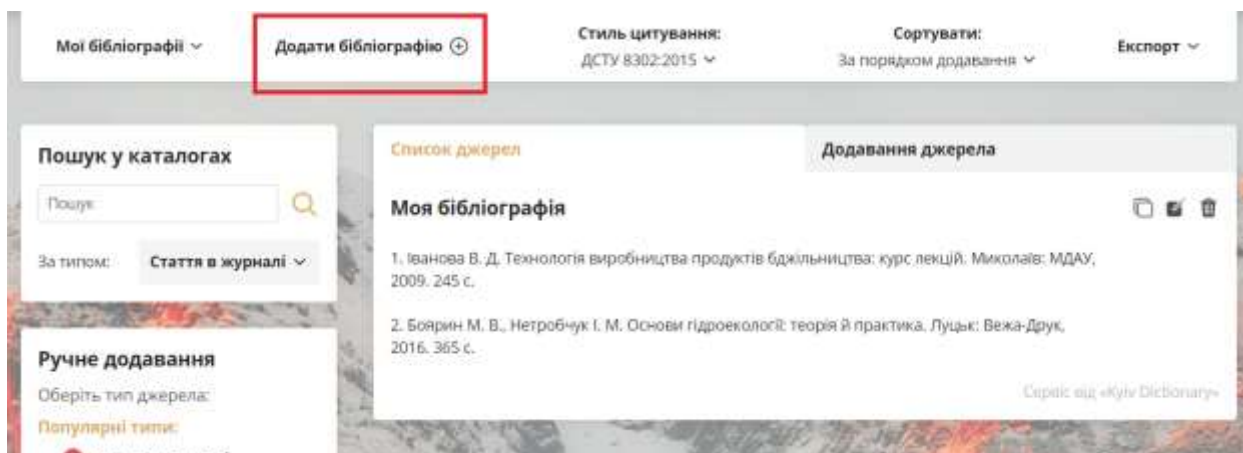 Мої бібліографії
Додати бібліографію
Стиль цитування:
ДСТУ 8302:2015
Сортувати:
За порядком додавання
Експорт
Пошук у каталогах
Пошук
За типом:
Стаття в журналі
Ручне додавання
Оберіть тип джерела:
Популярні типи:
Список джерел
Додавання джерела
Моя бібліографія
1. Іванова В. Д. Технологія виробництва продуктів бджільництва: курс лекцій. Миколаїв: МДАУ,
2009. 245 с.
2. Боярин М. В., Нетробчук І. М. Основи гідроекології: теорія й практика. Луцьк: Вежа-Друк,
2016. 365 с.
Сервіс від «Kyiv Dictionary»